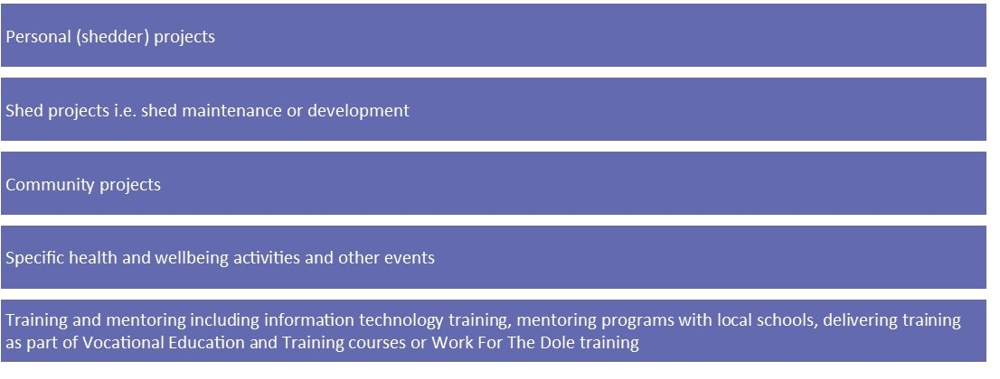 Personal (shedder) projects
Shed projects i.e. shed maintenance or development
Community projects
Specific health and wellbeing activities and other events
Training and mentoring including information technology training, mentoring programs with local schools, delivering training
as part of Vocational Education and Training courses or Work For The Dole training